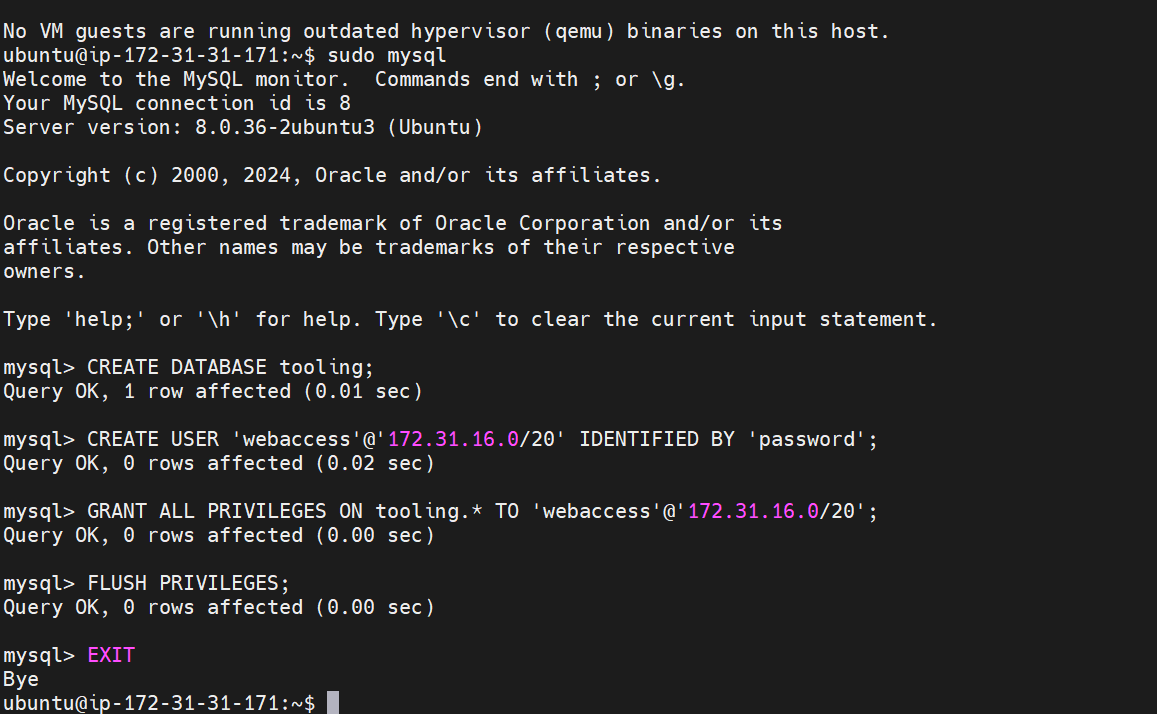 No VM guests are running outdated hypervisor (qemu) binaries on this host.
ubuntu@ip-172-31-31-171:~$ sudo mysql
Welcome to the MySQL monitor.  Commands end with ; or \g.
Your MySQL connection id is 8
Server version: 8.0.36-2ubuntu3 (Ubuntu)

Copyright (c) 2000, 2024, Oracle and/or its affiliates.

Oracle is a registered trademark of Oracle Corporation and/or its
affiliates. Other names may be trademarks of their respective
owners.

Type 'help;' or '\h' for help. Type '\c' to clear the current input statement.

mysql> CREATE DATABASE tooling;
Query OK, 1 row affected (0.01 sec)

mysql> CREATE USER 'webaccess'@'172.31.16.0/20' IDENTIFIED BY 'password';
Query OK, 0 rows affected (0.02 sec)

mysql> GRANT ALL PRIVILEGES ON tooling.* TO 'webaccess'@'172.31.16.0/20';
Query OK, 0 rows affected (0.00 sec)

mysql> FLUSH PRIVILEGES;
Query OK, 0 rows affected (0.00 sec)

mysql> EXIT
Bye
ubuntu@ip-172-31-31-171:~$